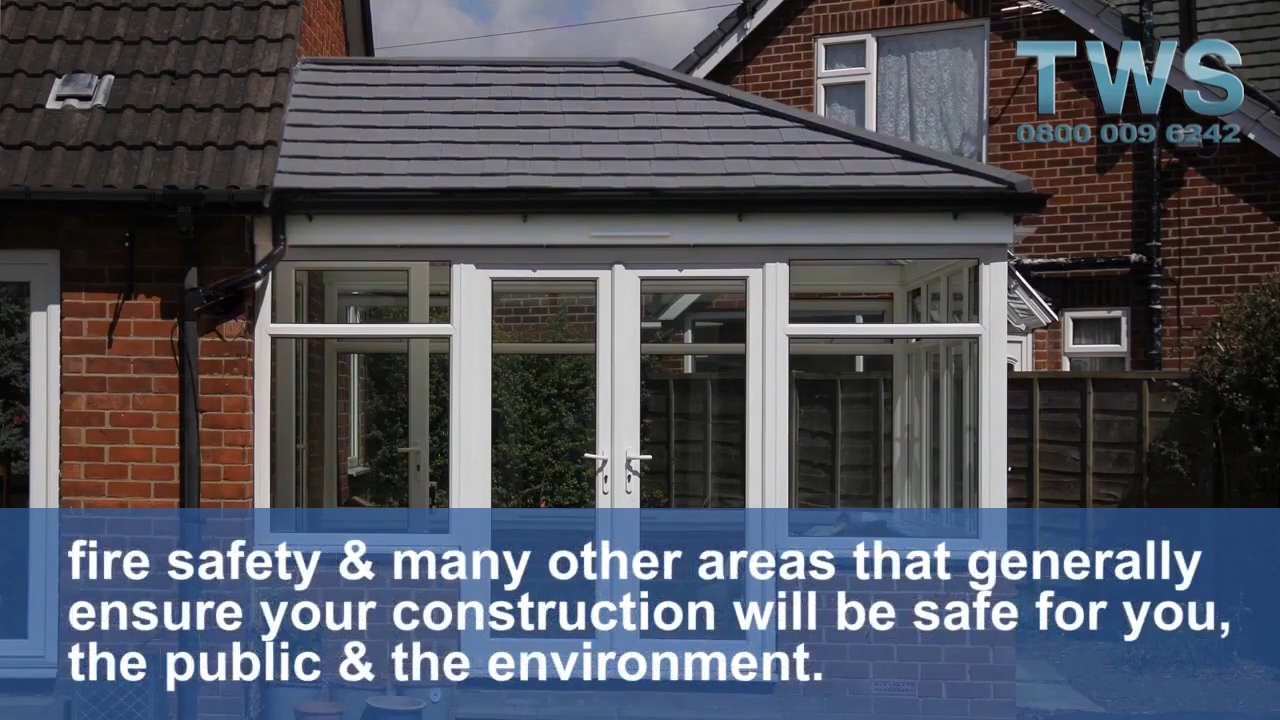 TWS
0800 009 6242
fire safety & many other areas that generally
ensure your construction will be safe for you,
the public & the environment.